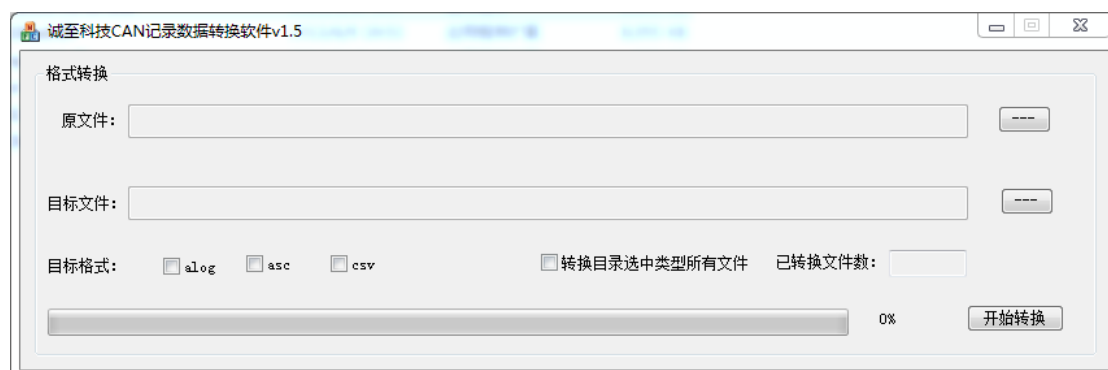 诚至科技CAN记录数据转换软件v1.5
格式转换
原文件： ---
目标文件： ---
目标格式： alog asc csv 转换目录选中类型所有文件 已转换文件数：
0% 开始转换